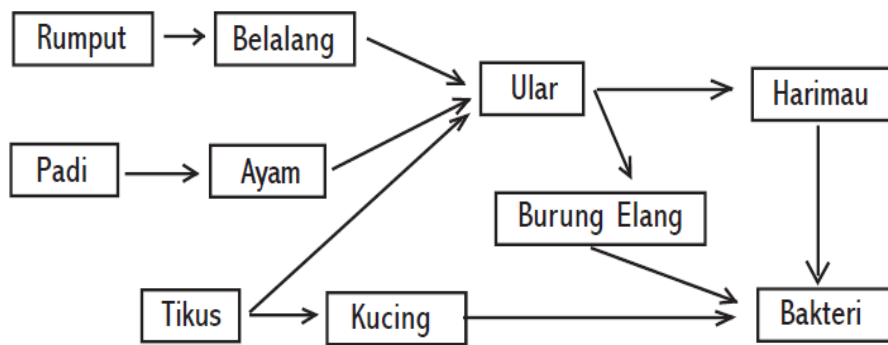 Rumput
Belalang
Ular
Harimau
Padi
Ayam
Burung Elang
Tikus
Kucing
Bakteri